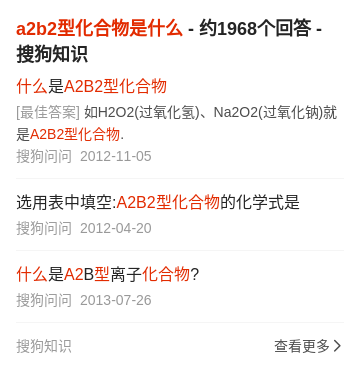 a2b2型化合物是什么 - 约1968个回答 -
搜狗知识
什么是A2B2型化合物
[最佳答案] 如H2O2(过氧化氢)、Na2O2(过氧化钠)就
是A2B2型化合物.
搜狗问问 2012-11-05
选用表中填空:A2B2型化合物的化学式是
搜狗问问 2012-04-20
什么是A2B型离子化合物?
搜狗问问 2013-07-26
搜狗知识 查看更多